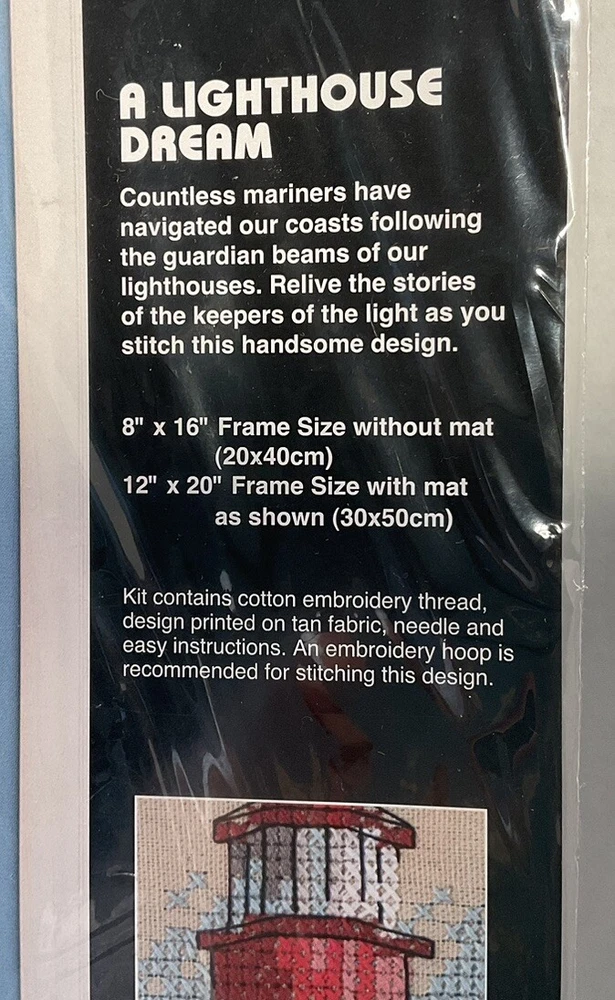 A LIGHTHOUSE
DREAM
Countless mariners have
navigated our coasts following
the guardian beams of our
lighthouses. Relive the stories
of the keepers of the light as you
stitch this handsome design.
8" x 16" Frame Size without mat
(20x40cm)
12" x 20" Frame Size with mat
as shown (30x50cm)
Kit contains cotton embroidery thread,
design printed on tan fabric, needle and
easy instructions. An embroidery hoop is
recommended for stitching this design.